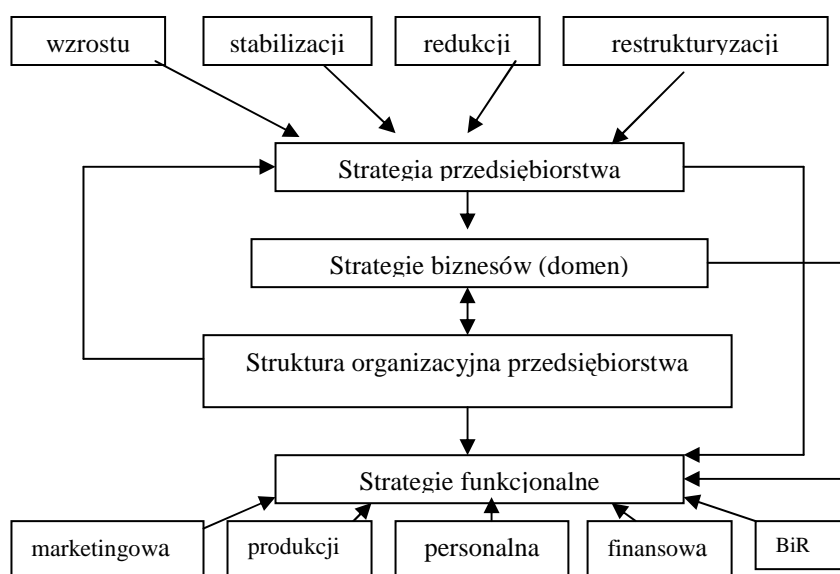 wzrostu
stabilizacji
redukcji
restrukturyzacji
Strategia przedsiębiorstwa
Strategie biznesów (domen)
Struktura organizacyjna przedsiębiorstwa
Strategie funkcjonalne
marketingowa
produkcji
personalna
finansowa
BiR